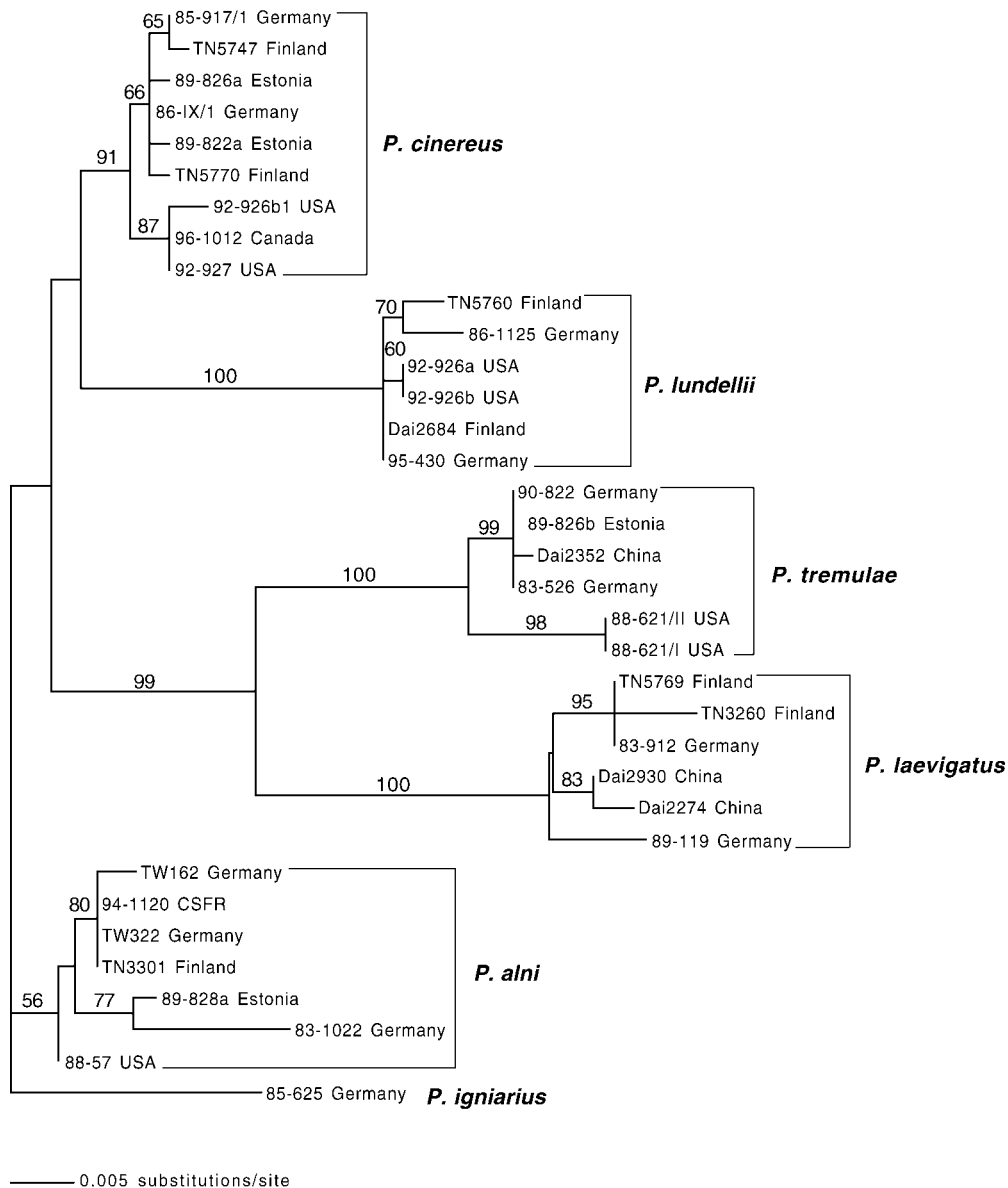 65
85-917/1 Germany
TN5747 Finland
89-826a Estonia
66
86-IX/1 Germany
89-822a Estonia
P. cinereus
91
TN5770 Finland
92-926b1 USA
87
96-1012 Canada
92-927 USA
70
TN5760 Finland
86-1125 Germany
60
92-926a USA
100
P. lundellii
92-926b USA
Dai2684 Finland
95-430 Germany
90-822 Germany
99
89-826b Estonia
Dai2352 China
100
P. tremulae
83-526 Germany
98
88-621/II USA
88-621/I USA
99
TN5769 Finland
95
TN3260 Finland
83-912 Germany
P. laevigatus
100
83
Dai2930 China
Dai2274 China
89-119 Germany
TW162 Germany
80
94-1120 CSFR
TW322 Germany
TN3301 Finland
P. alni
56
77
89-828a Estonia
83-1022 Germany
88-57 USA
85-625 Germany
P. igniarius
0.005 substitutions/site